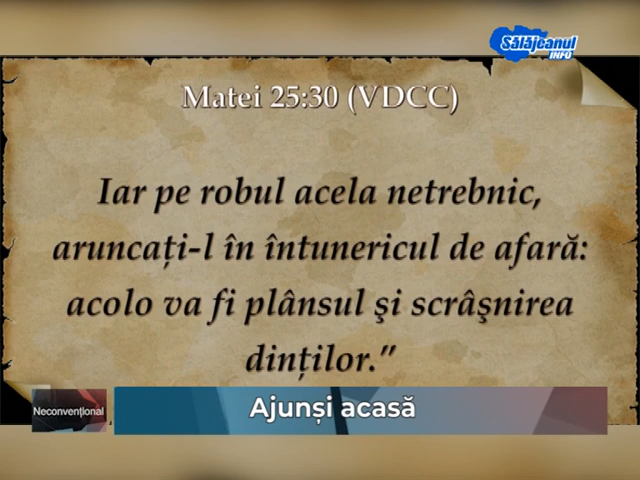 Sălăjeanul
INFO
Matei 25:30 (VDCC)
Iar pe robul acela netrebnic,
aruncați-l în întunericul de afară:
acolo va fi plânsul şi scrâşnirea
dinților.”
Neconvențional
Ajunși acasă